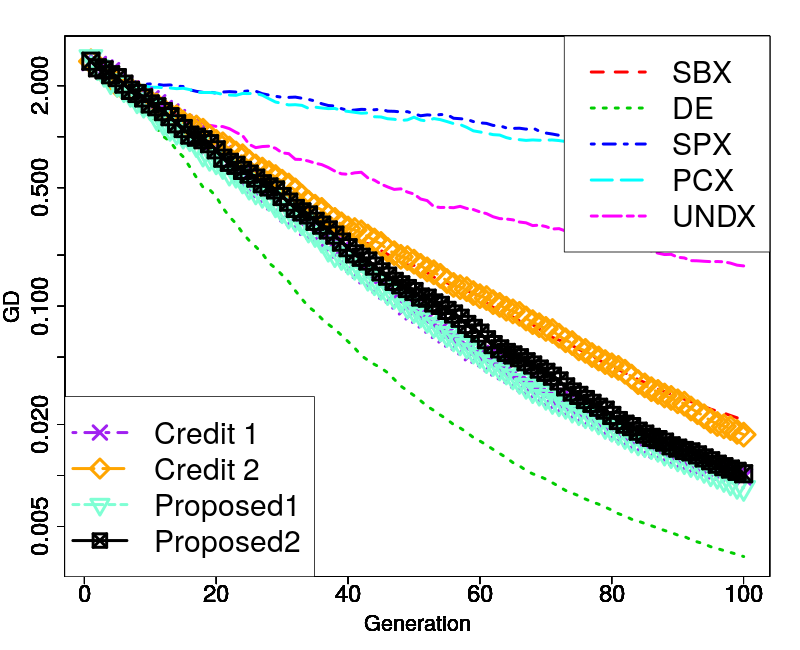 2.000
0.500
0.100
0.020
0.005
GD
SBX
DE
SPX
PCX
UNDX
Credit 1
Credit 2
Proposed1
Proposed2
0 20 40 60 80 100
Generation